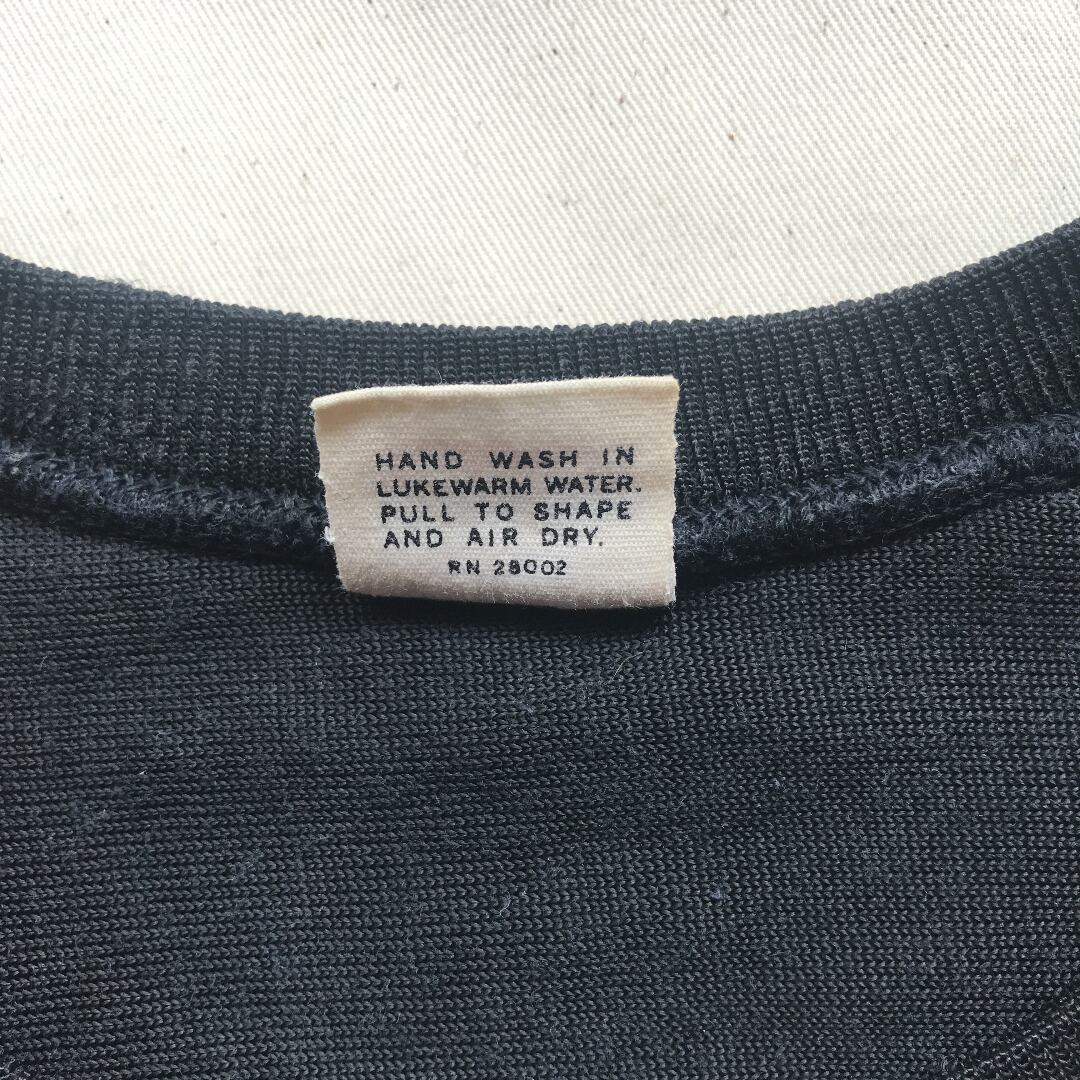 HAND WASH IN
LUKEWARM WATER.
PULL TO SHAPE
AND AIR DRY.
RN 28002